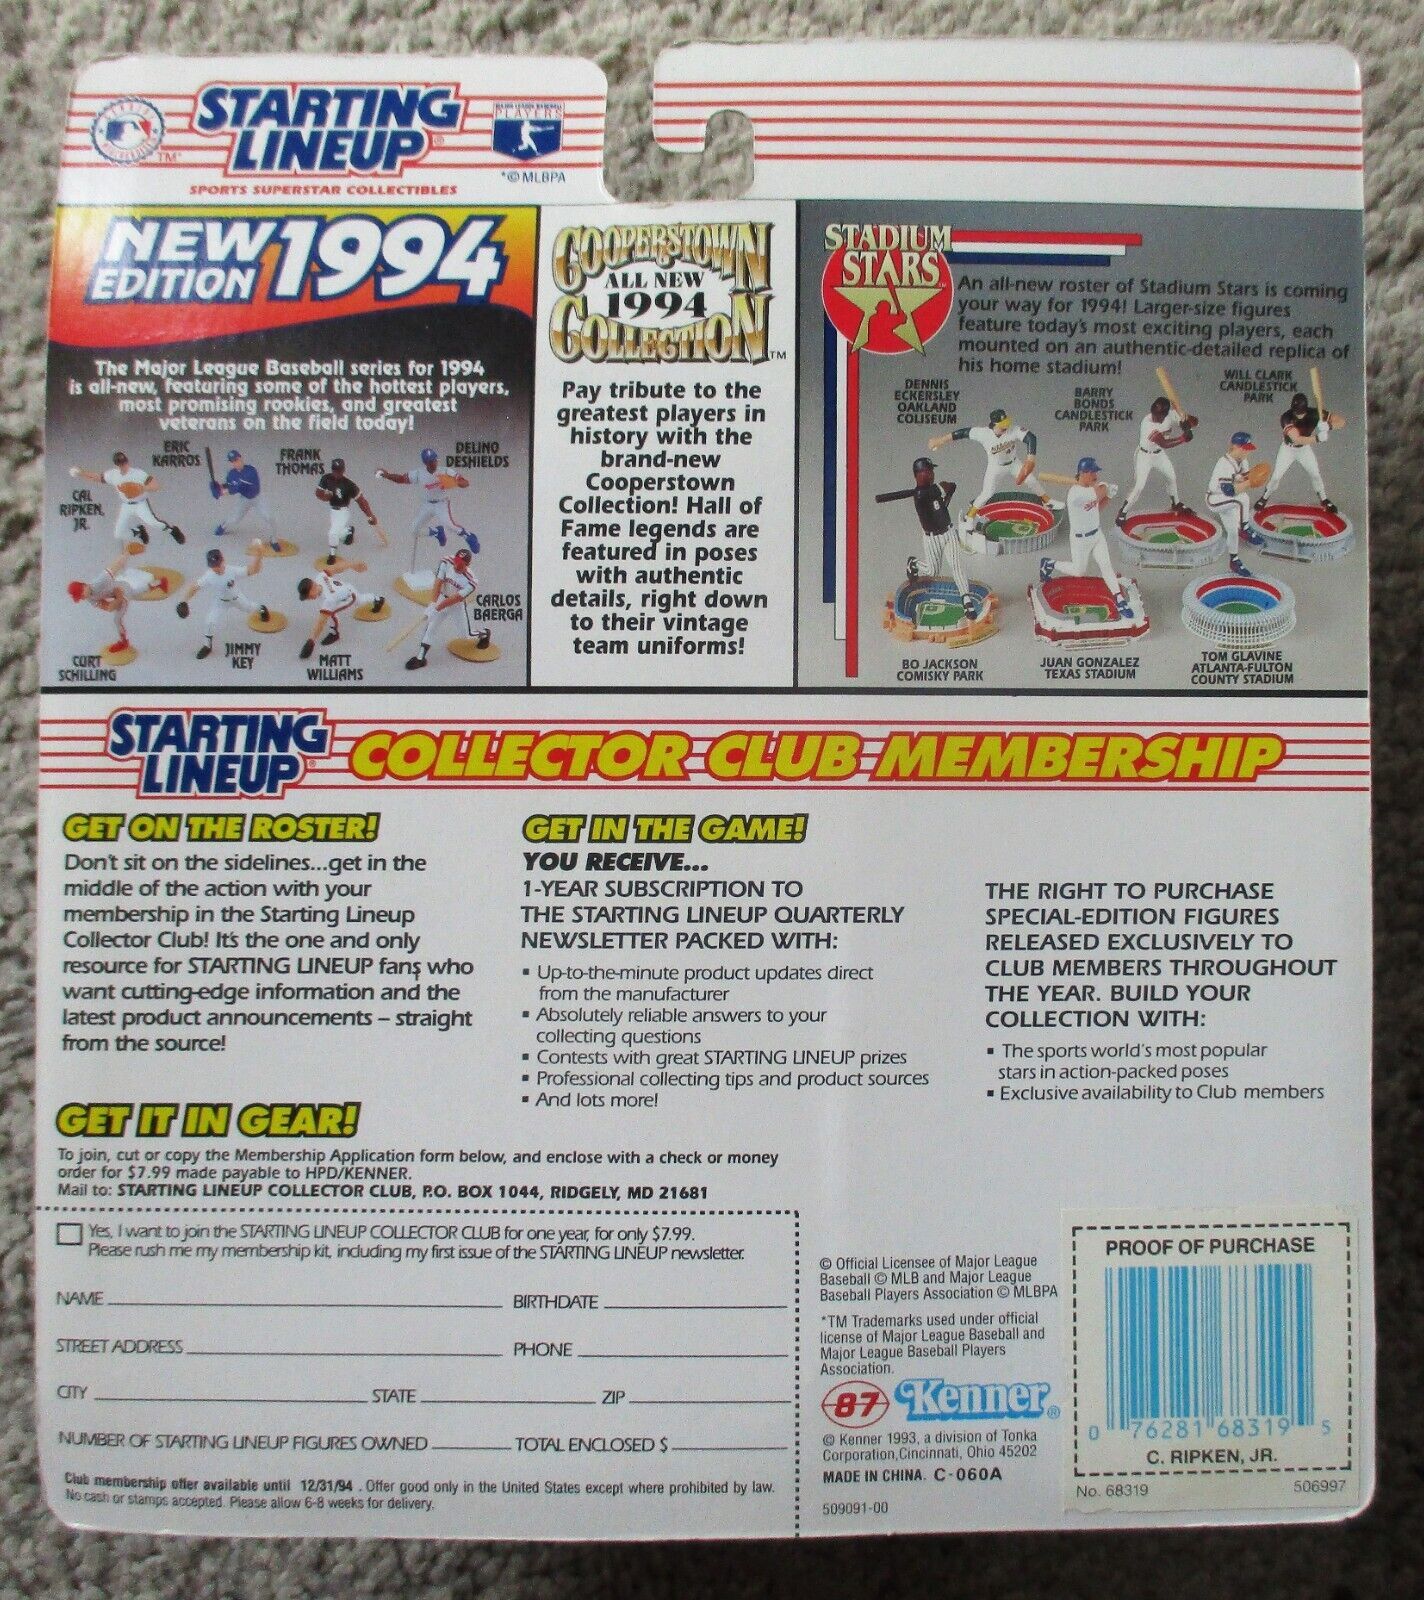 STARTING
LINEUP®
SPORTS SUPERSTAR COLLECTIBLES
TM
MAJOR LEAGUE BASEBALL
PLAYERS
*© MLBPA
NEW 1994
EDITION
The Major League Baseball series for 1994
is all-new, featuring some of the hottest players,
most promising rookies, and greatest
veterans on the field today!
CAL
RIPKEN,
JR.
ERIC
KARROS
FRANK
THOMAS
DELINO
DESHIELDS
CURT
SCHILLING
JIMMY
KEY
MATT
WILLIAMS
CARLOS
BAERGA
COOPERSTOWN
ALL NEW
1994
COLLECTION™
Pay tribute to the
greatest players in
history with the
brand-new
Cooperstown
Collection! Hall of
Fame legends are
featured in poses
with authentic
details, right down
to their vintage
team uniforms!
STADIUM
STARS
An all-new roster of Stadium Stars is coming
your way for 1994! Larger-size figures
feature today's most exciting players, each
mounted on an authentic-detailed replica of
his home stadium!
DENNIS
ECKERSLEY
OAKLAND
COLISEUM
BARRY
BONDS
CANDLESTICK
PARK
WILL CLARK
CANDLESTICK
PARK
BO JACKSON
COMISKY PARK
JUAN GONZALEZ
TEXAS STADIUM
TOM GLAVINE
ATLANTA-FULTON
COUNTY STADIUM
STARTING
LINEUP®
COLLECTOR CLUB MEMBERSHIP
GET ON THE ROSTER!
Don't sit on the sidelines...get in the
middle of the action with your
membership in the Starting Lineup
Collector Club! It's the one and only
resource for STARTING LINEUP fans who
want cutting-edge information and the
latest product announcements – straight
from the source!
GET IN THE GAME!
YOU RECEIVE...
1-YEAR SUBSCRIPTION TO
THE STARTING LINEUP QUARTERLY
NEWSLETTER PACKED WITH:
▪ Up-to-the-minute product updates direct
from the manufacturer
▪ Absolutely reliable answers to your
collecting questions
▪ Contests with great STARTING LINEUP prizes
▪ Professional collecting tips and product sources
▪ And lots more!
THE RIGHT TO PURCHASE
SPECIAL-EDITION FIGURES
RELEASED EXCLUSIVELY TO
CLUB MEMBERS THROUGHOUT
THE YEAR. BUILD YOUR
COLLECTION WITH:
▪ The sports world's most popular
stars in action-packed poses
▪ Exclusive availability to Club members
GET IT IN GEAR!
To join, cut or copy the Membership Application form below, and enclose with a check or money
order for $7.99 made payable to HPD/KENNER.
Mail to: STARTING LINEUP COLLECTOR CLUB, P.O. BOX 1044, RIDGELY, MD 21681
Yes, I want to join the STARTING LINEUP COLLECTOR CLUB for one year, for only $7.99.
Please rush me my membership kit, including my first issue of the STARTING LINEUP newsletter.
NAME BIRTHDATE
STREET ADDRESS PHONE
CITY STATE ZIP
NUMBER OF STARTING LINEUP FIGURES OWNED TOTAL ENCLOSED $
Club membership offer available until 12/31/94 . Offer good only in the United States except where prohibited by law.
No cash or stamps accepted. Please allow 6-8 weeks for delivery.
© Official Licensee of Major League
Baseball © MLB and Major League
Baseball Players Association © MLBPA
*TM Trademarks used under official
license of Major League Baseball and
Major League Baseball Players
Association.
87 Kenner®
© Kenner 1993, a division of Tonka
Corporation, Cincinnati, Ohio 45202
MADE IN CHINA. C-060A
509091-00
PROOF OF PURCHASE
0 76281 68319 5
C. RIPKEN, JR.
No. 68319 506997